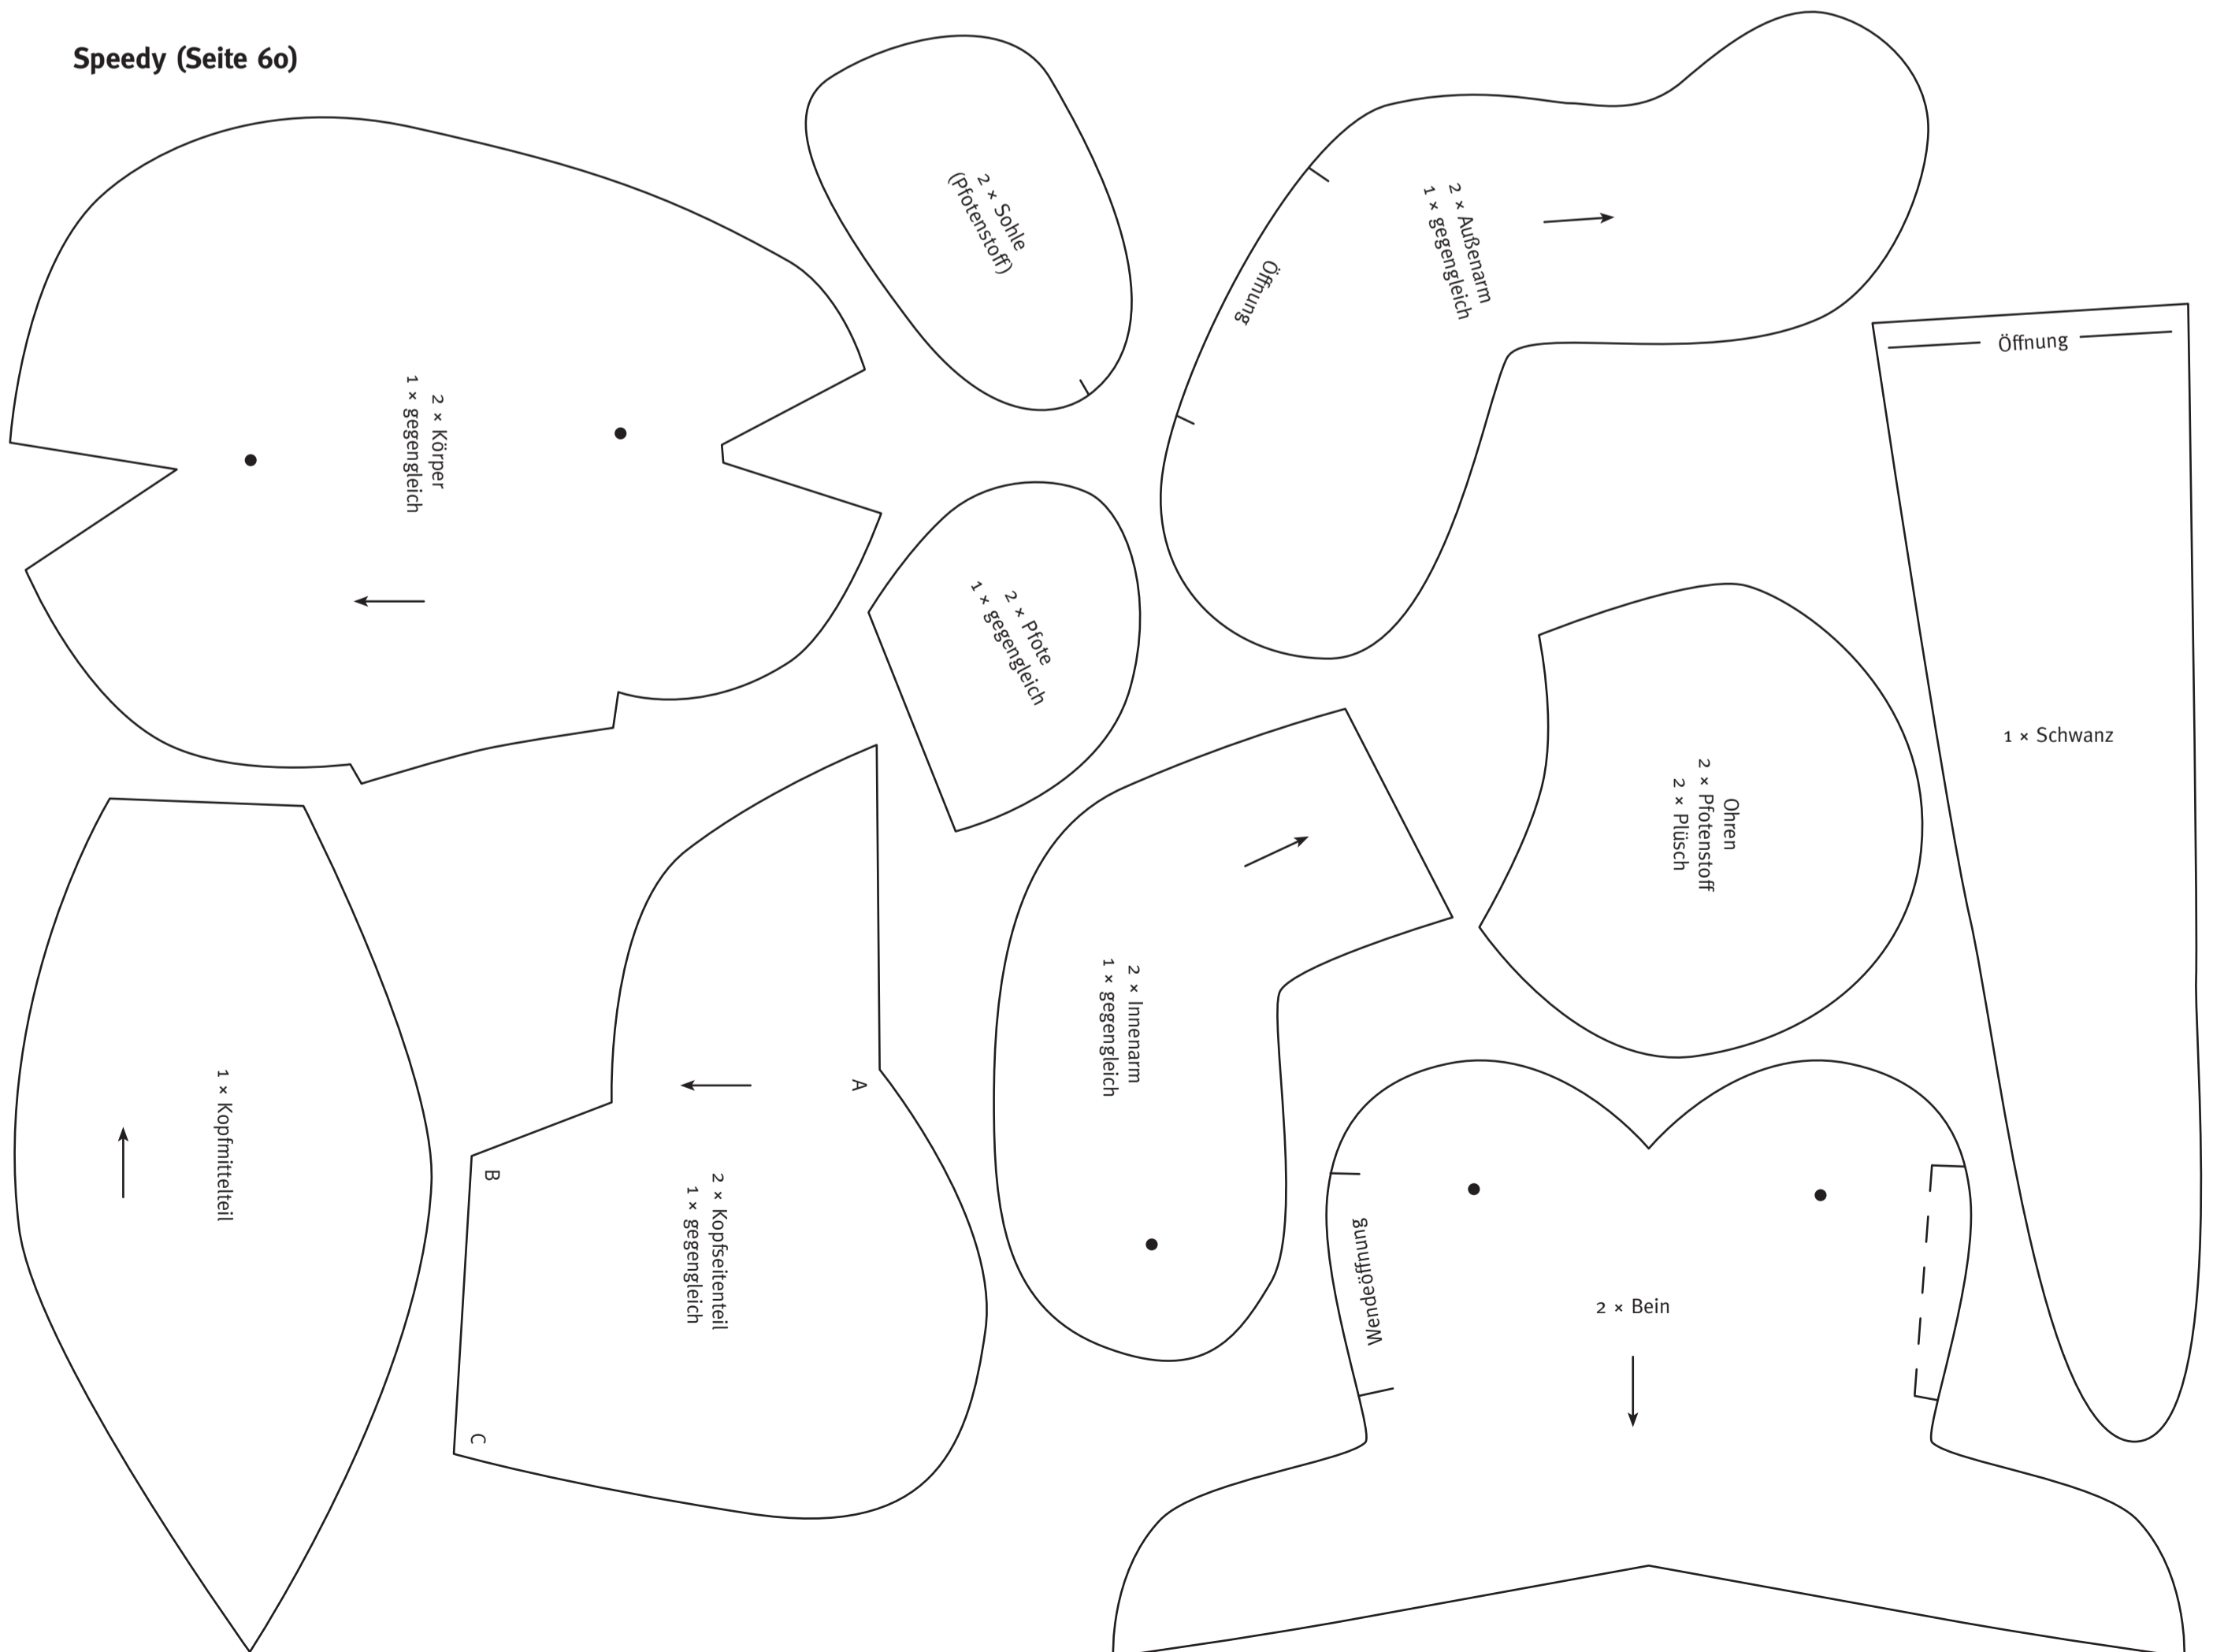 Speedy (Seite 60)
2 × Körper
1 × gegengleich
2 × Sohle
(Pfotenstoff)
2 × Außenarm
1 × gegengleich
Öffnung
Öffnung
1 × Schwanz
2 × Pfote
1 × gegengleich
Ohren
2 × Pfotenstoff
2 × Plüsch
2 × Innenarm
1 × gegengleich
1 × Kopfmittelteil
A
B
C
2 × Kopfseitenteil
1 × gegengleich
Wendeöffnung
2 × Bein